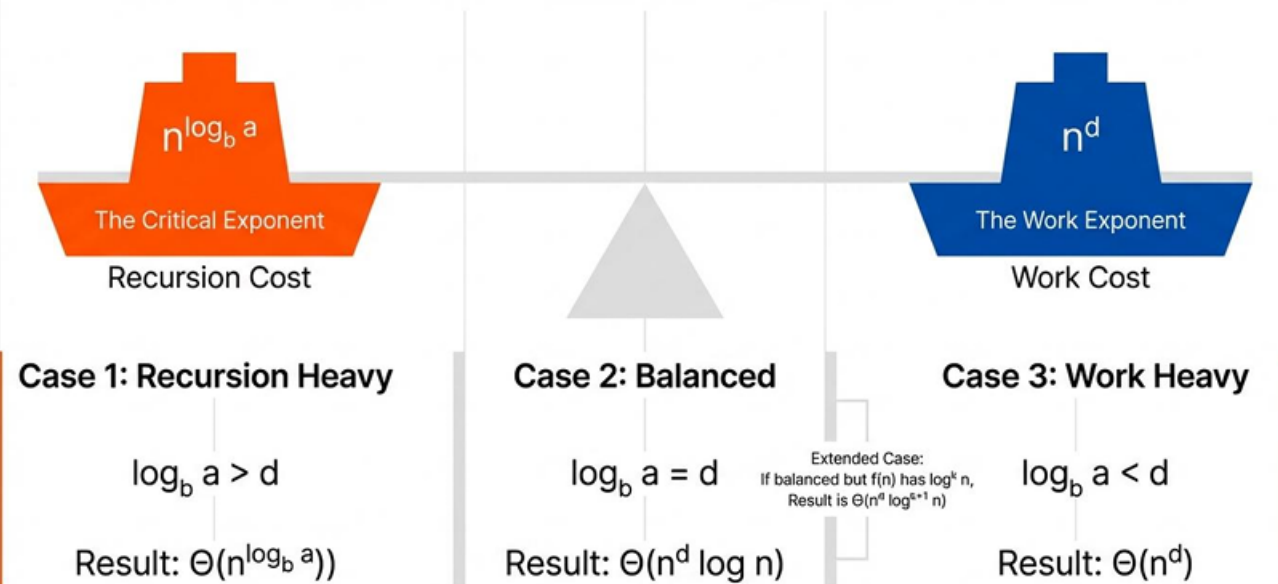 n^log_b a
The Critical Exponent
Recursion Cost
n^d
The Work Exponent
Work Cost
Case 1: Recursion Heavy
log_b a > d
Result: Θ(n^log_b a))
Case 2: Balanced
log_b a = d
Result: Θ(n^d log n)
Extended Case:
If balanced but f(n) has log^k n,
Result is
Case 3: Work Heavy
log_b a < d
Result: Θ(n^d)